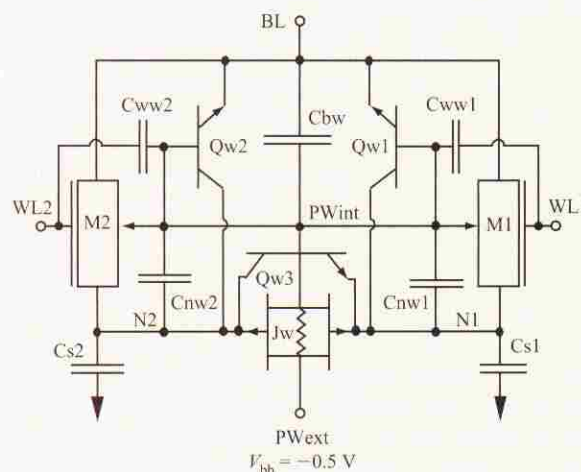 BL
Cww2
Cbw
Cww1
Qw2
Qw1
WL2
M2
PWint
M1
WL
Qw3
Cnw2
Cnw1
N2
Jw
N1
Cs2
Cs1
PWext
V_bb = −0.5 V